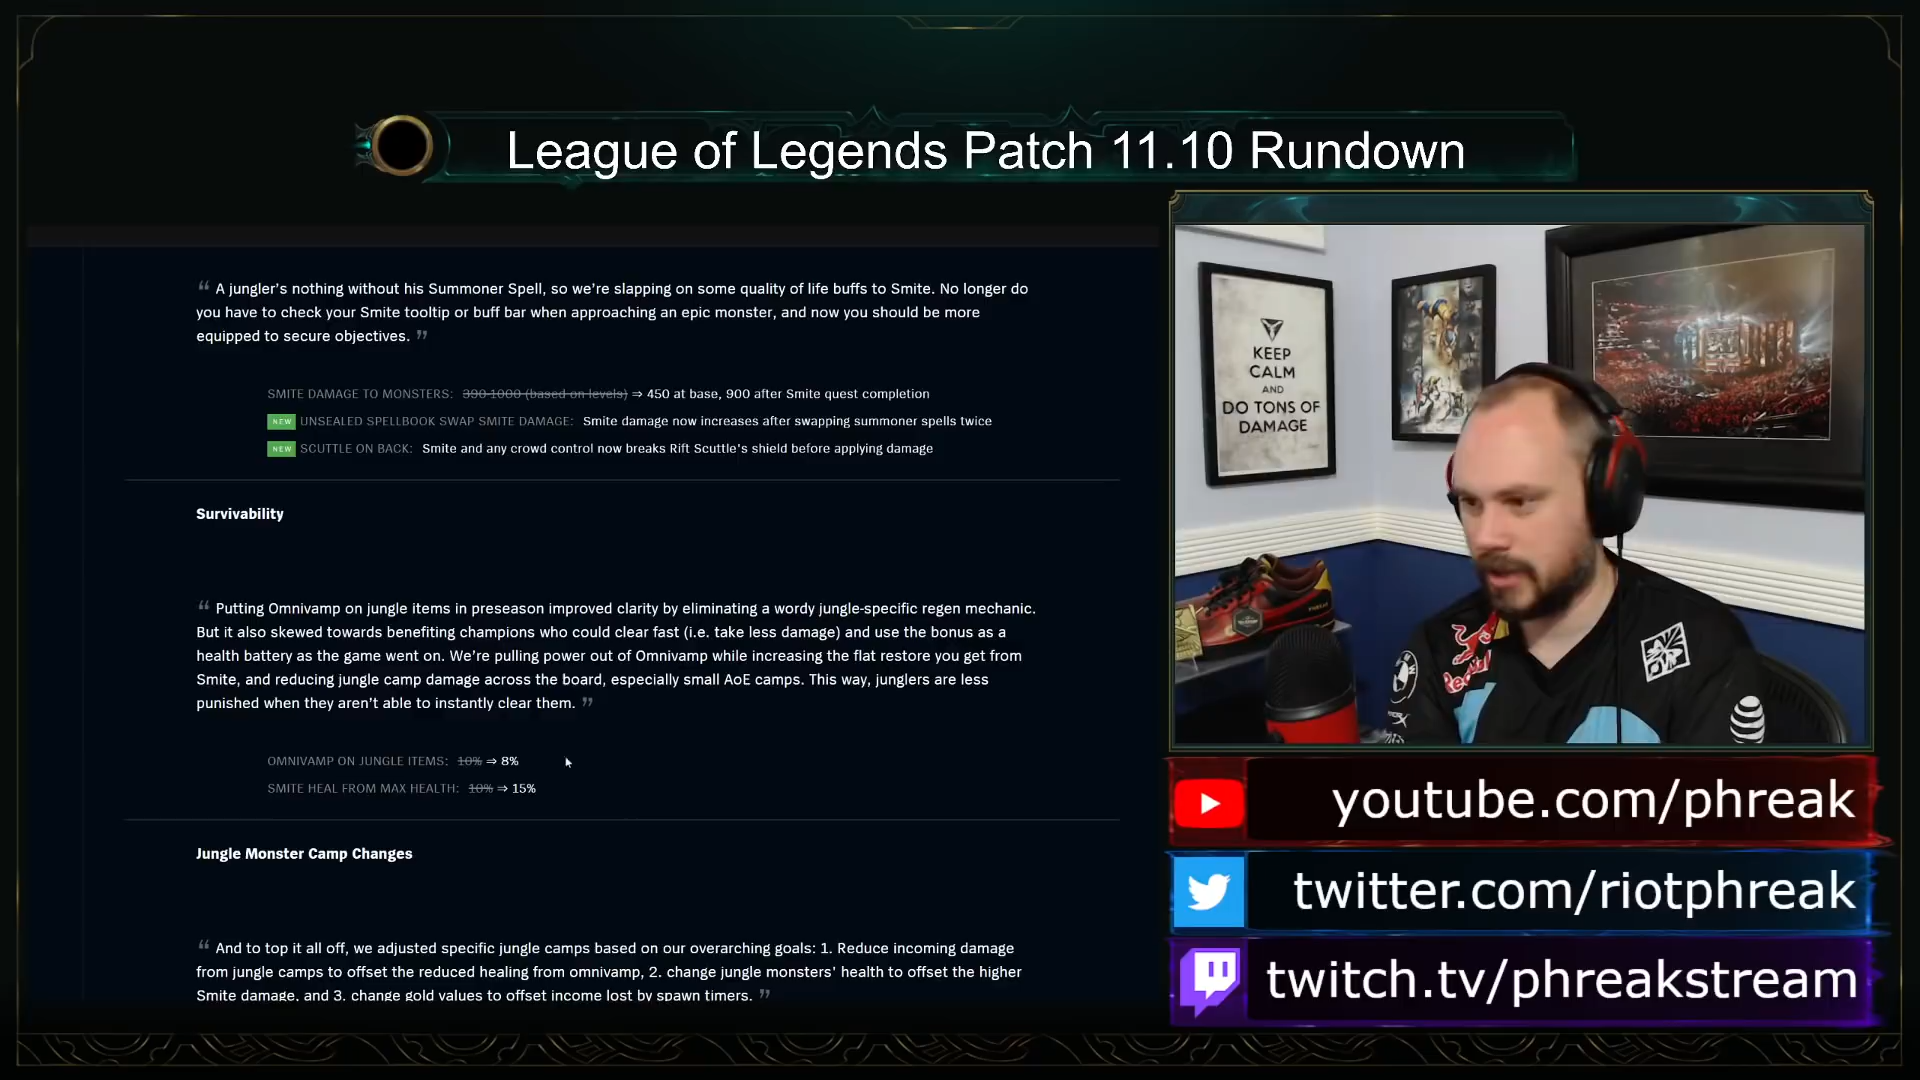 League of Legends Patch 11.10 Rundown
“ A jungler's nothing without his Summoner Spell, so we're slapping on some quality of life buffs to Smite. No longer do
you have to check your Smite tooltip or buff bar when approaching an epic monster, and now you should be more
equipped to secure objectives. ”
SMITE DAMAGE TO MONSTERS: 390-1000 (based on levels) ⇒ 450 at base, 900 after Smite quest completion
NEW UNSEALED SPELLBOOK SWAP SMITE DAMAGE: Smite damage now increases after swapping summoner spells twice
NEW SCUTTLE ON BACK: Smite and any crowd control now breaks Rift Scuttle's shield before applying damage
Survivability
“ Putting Omnivamp on jungle items in preseason improved clarity by eliminating a wordy jungle-specific regen mechanic.
But it also skewed towards benefiting champions who could clear fast (i.e. take less damage) and use the bonus as a
health battery as the game went on. We're pulling power out of Omnivamp while increasing the flat restore you get from
Smite, and reducing jungle camp damage across the board, especially small AoE camps. This way, junglers are less
punished when they aren't able to instantly clear them. ”
OMNIVAMP ON JUNGLE ITEMS: 10% ⇒ 8%
SMITE HEAL FROM MAX HEALTH: 10% ⇒ 15%
Jungle Monster Camp Changes
“ And to top it all off, we adjusted specific jungle camps based on our overarching goals: 1. Reduce incoming damage
from jungle camps to offset the reduced healing from omnivamp, 2. change jungle monsters' health to offset the higher
Smite damage, and 3. change gold values to offset income lost by spawn timers. ”
KEEP
CALM
AND
DO TONS OF
DAMAGE
Red
AT&T
youtube.com/phreak
twitter.com/riotphreak
twitch.tv/phreakstream